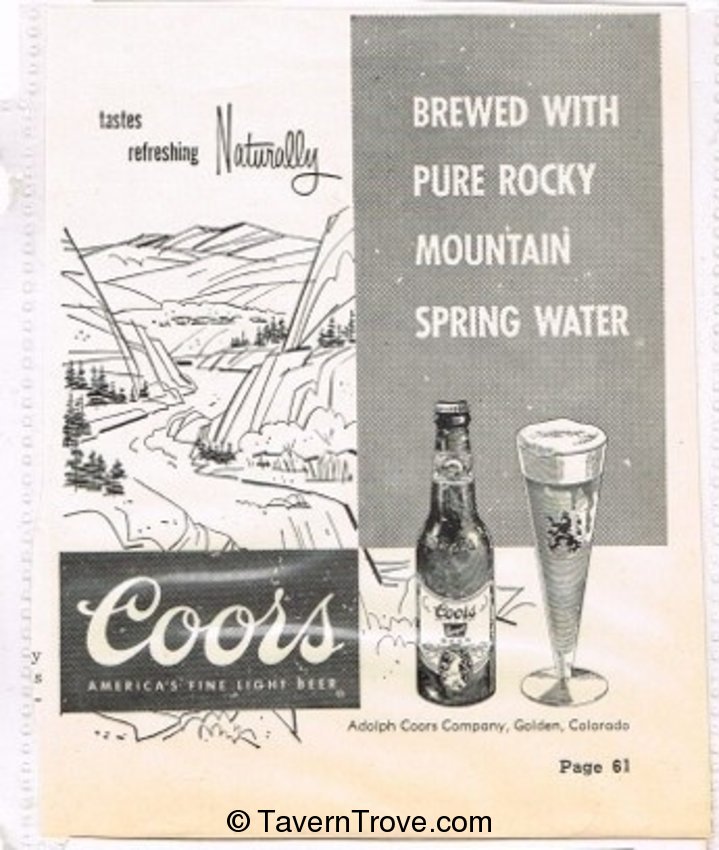 tastes
refreshing Naturally
BREWED WITH
PURE ROCKY
MOUNTAIN
SPRING WATER
Coors
Coors
AMERICA'S FINE LIGHT BEER
Adolph Coors Company, Golden, Colorado
Page 61
y
s
© TavernTrove.com